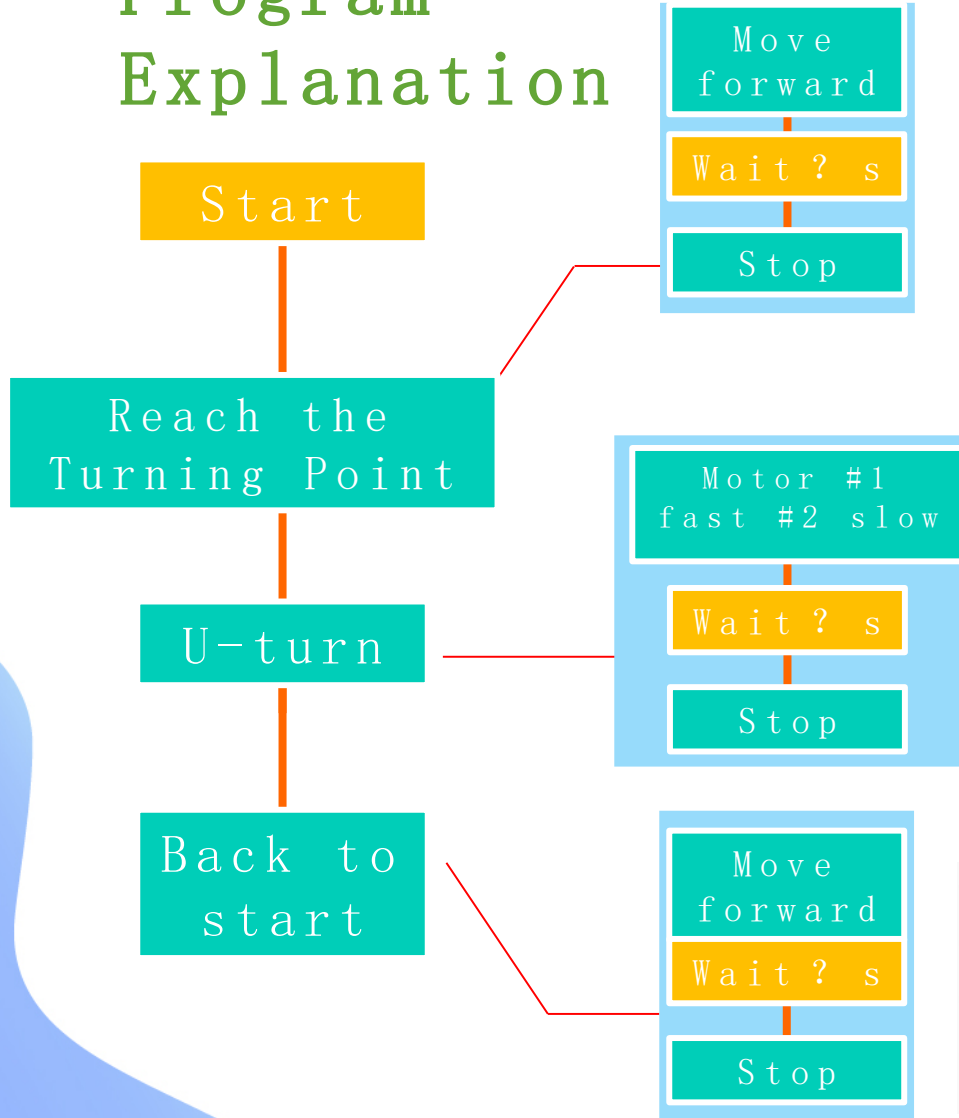 Program
Explanation
Start
Reach the
Turning Point
U-turn
Back to
start
Move
forward
Wait? s
Stop
Motor #1
fast #2 slow
Wait? s
Stop
Move
forward
Wait? s
Stop